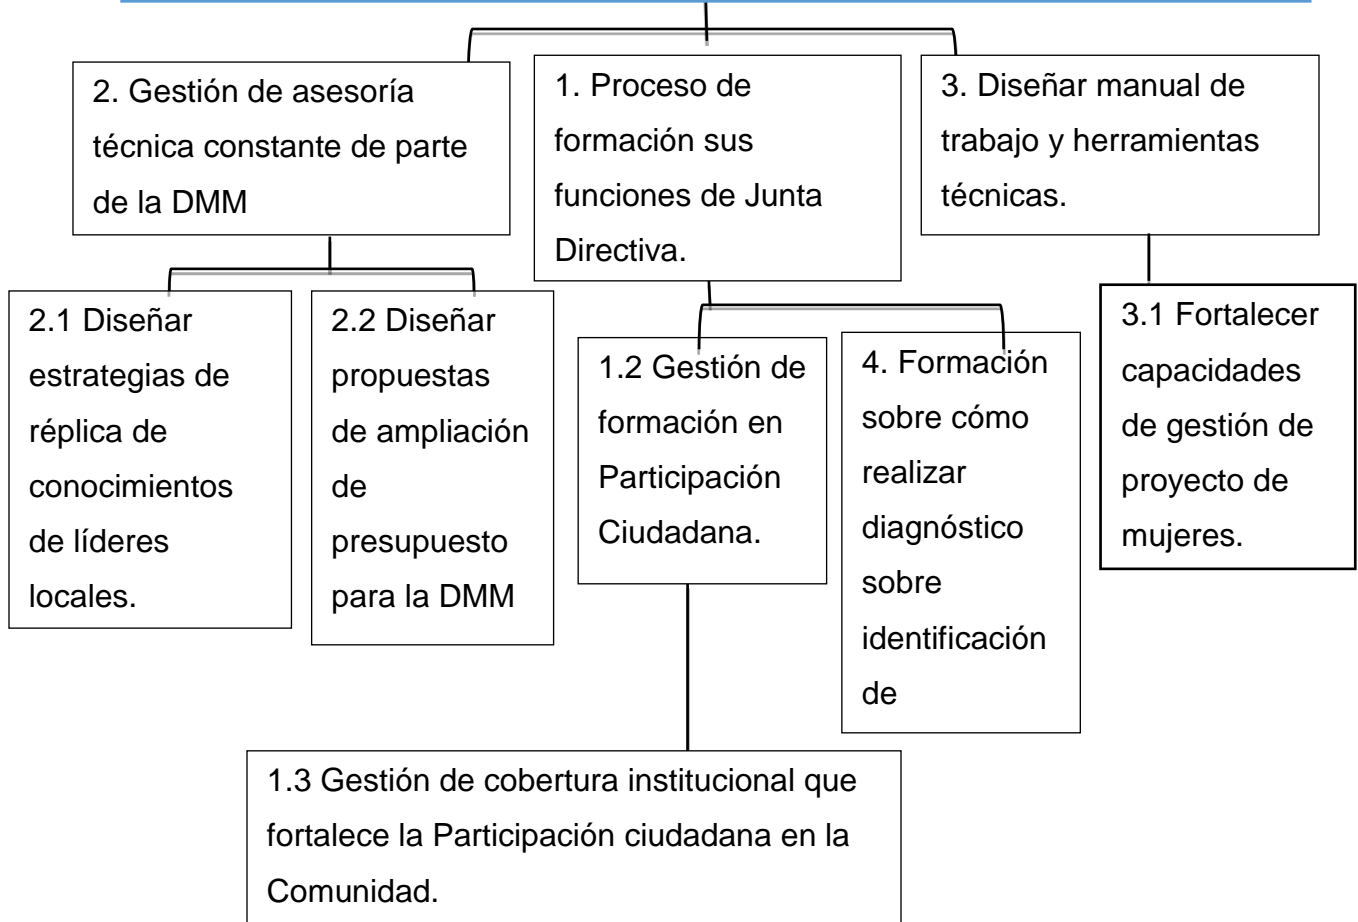 2. Gestión de asesoría
técnica constante de parte
de la DMM
1. Proceso de
formación sus
funciones de Junta
Directiva.
3. Diseñar manual de
trabajo y herramientas
técnicas.
2.1 Diseñar
estrategias de
réplica de
conocimientos
de líderes
locales.
2.2 Diseñar
propuestas
de ampliación
de
presupuesto
para la DMM
1.2 Gestión de
formación en
Participación
Ciudadana.
4. Formación
sobre cómo
realizar
diagnóstico
sobre
identificación
de
3.1 Fortalecer
capacidades
de gestión de
proyecto de
mujeres.
1.3 Gestión de cobertura institucional que
fortalece la Participación ciudadana en la
Comunidad.